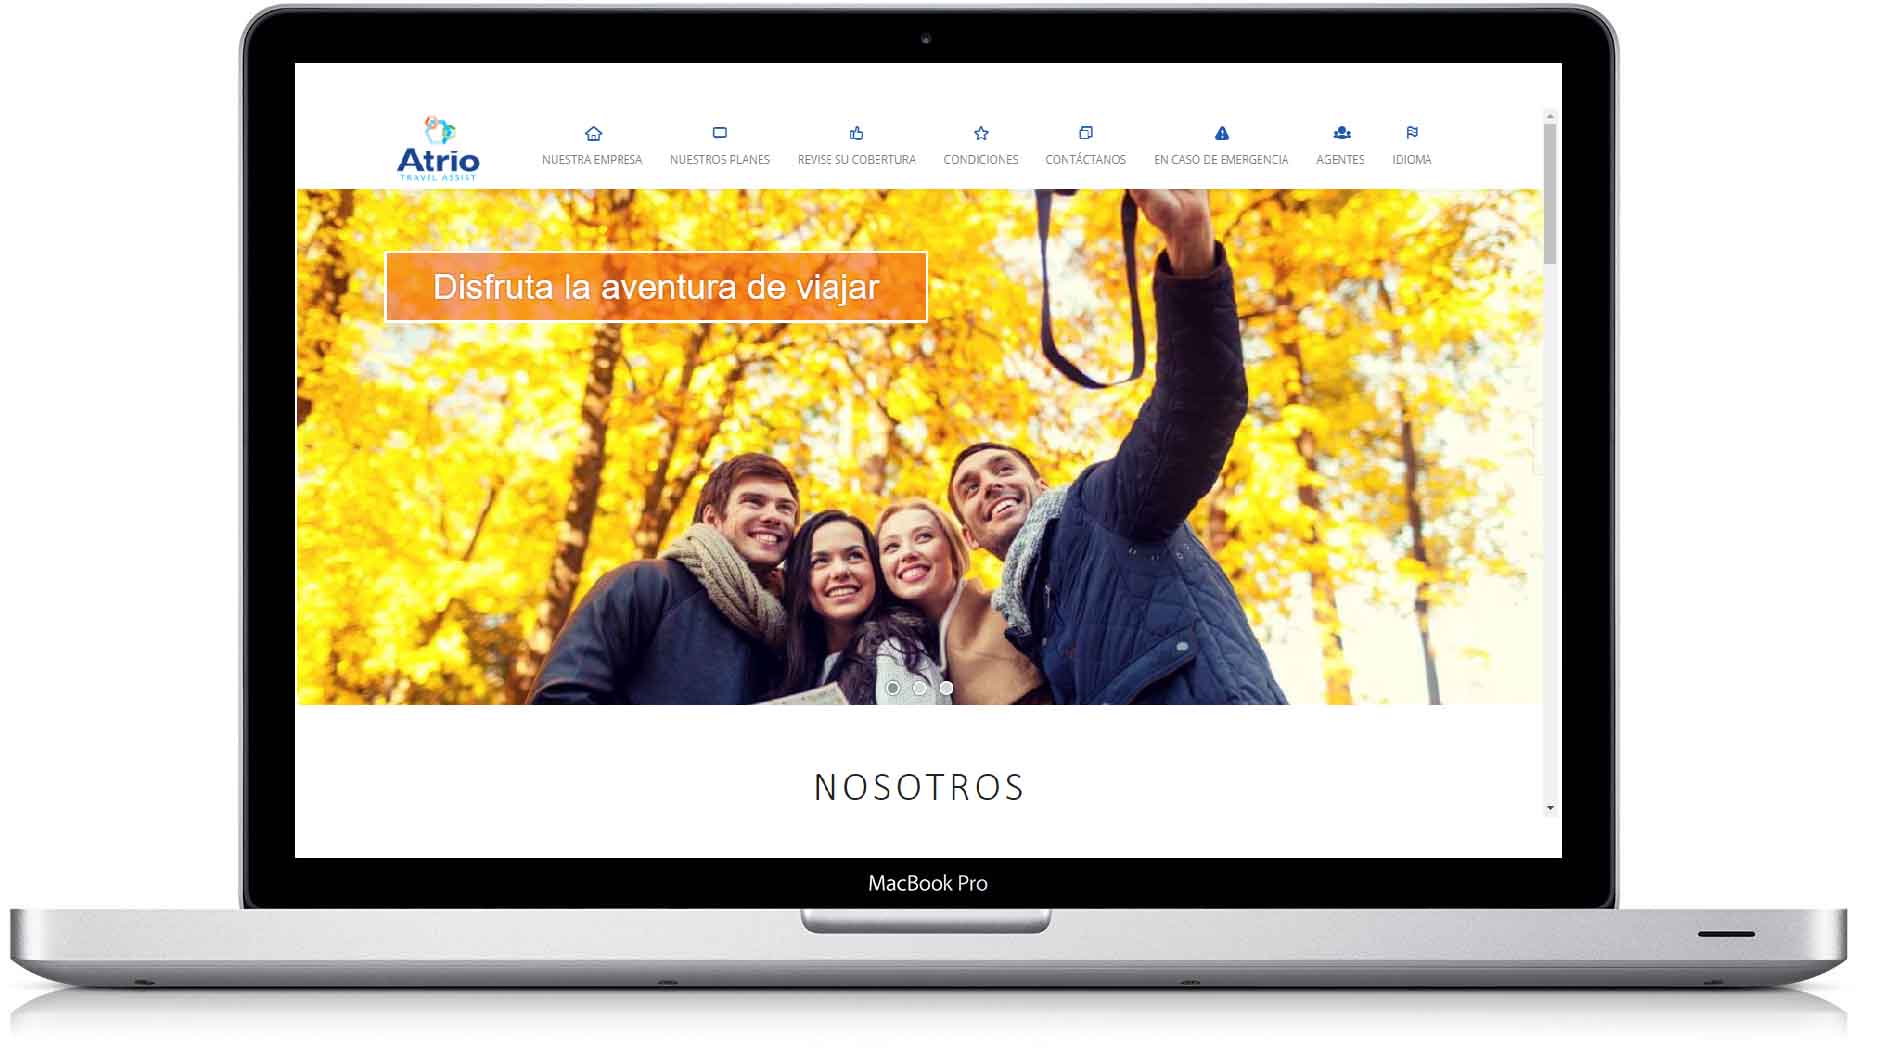 Atrio
TRAVEL ASSIST
NUESTRA EMPRESA
NUESTROS PLANES
REVISE SU COBERTURA
CONDICIONES
CONTÁCTANOS
EN CASO DE EMERGENCIA
AGENTES
IDIOMA
Disfruta la aventura de viajar
NOSOTROS
MacBook Pro